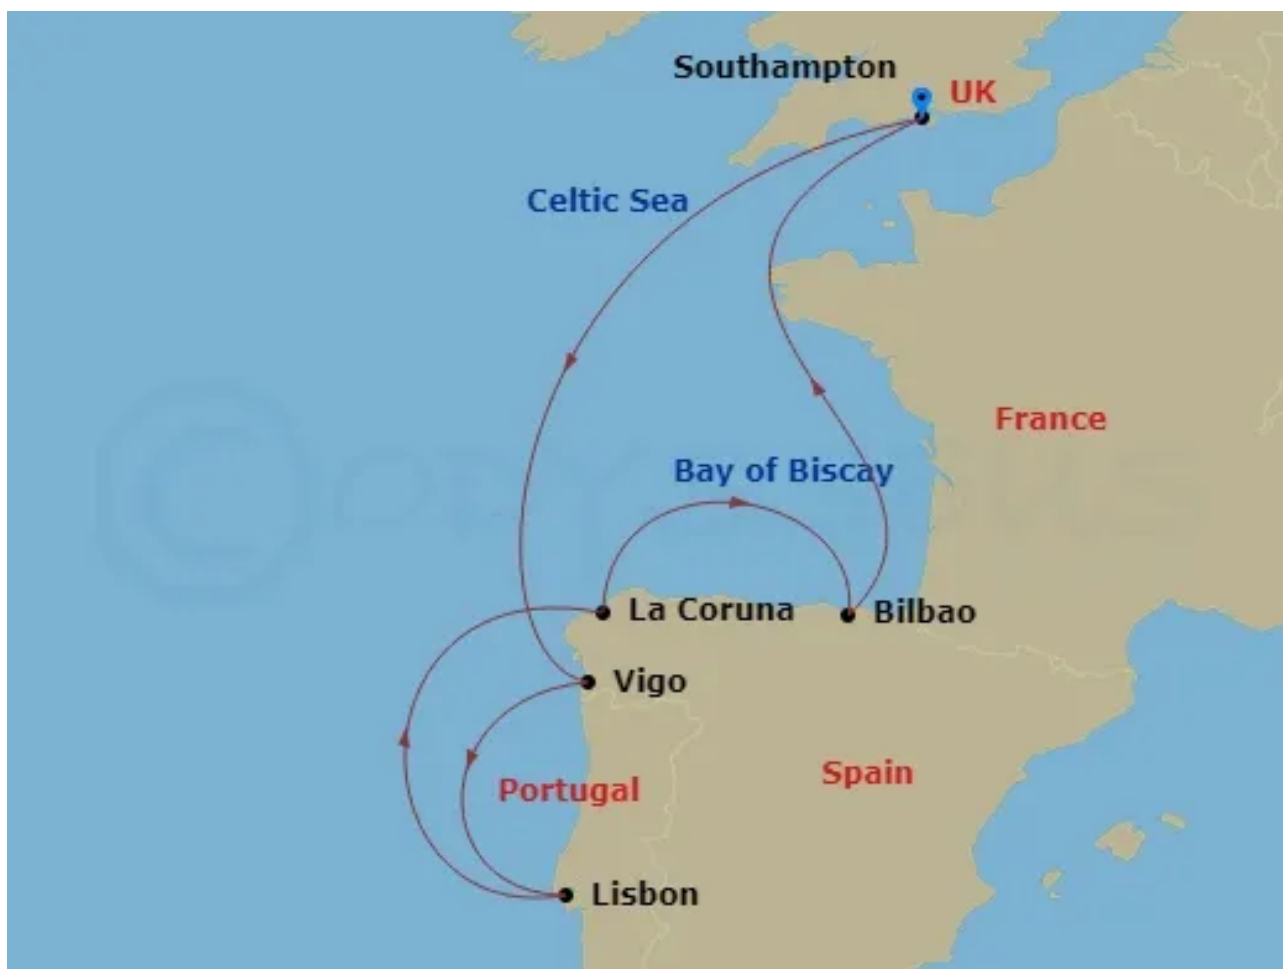 Southampton
UK
Celtic Sea
France
Bay of Biscay
La Coruna
Bilbao
Vigo
Spain
Portugal
Lisbon